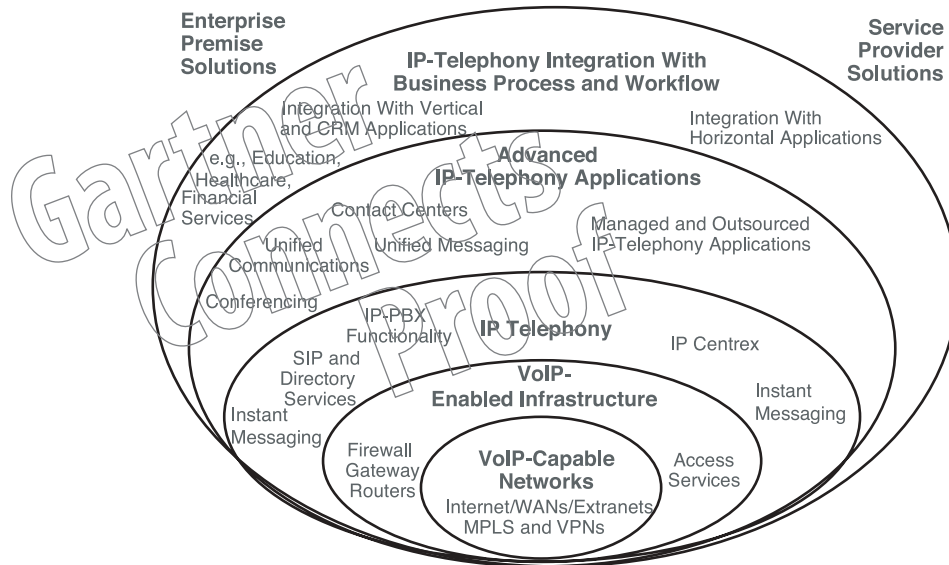 Enterprise
Premise
Solutions
Service
Provider
Solutions
IP-Telephony Integration With
Business Process and Workflow
Integration With Vertical
and CRM Applications
Integration With
Horizontal Applications
e.g., Education,
Healthcare,
Financial
Services
Advanced
IP-Telephony Applications
Contact Centers
Unified Messaging
Unified
Communications
Conferencing
Managed and Outsourced
IP-Telephony Applications
IP-PBX
Functionality
IP Telephony
IP Centrex
SIP and
Directory
Services
Instant
Messaging
Instant
Messaging
VoIP-
Enabled Infrastructure
Firewall
Gateway
Routers
Access
Services
VoIP-Capable
Networks
Internet/WANs/Extranets
MPLS and VPNs
Gartner
Connects
Proof